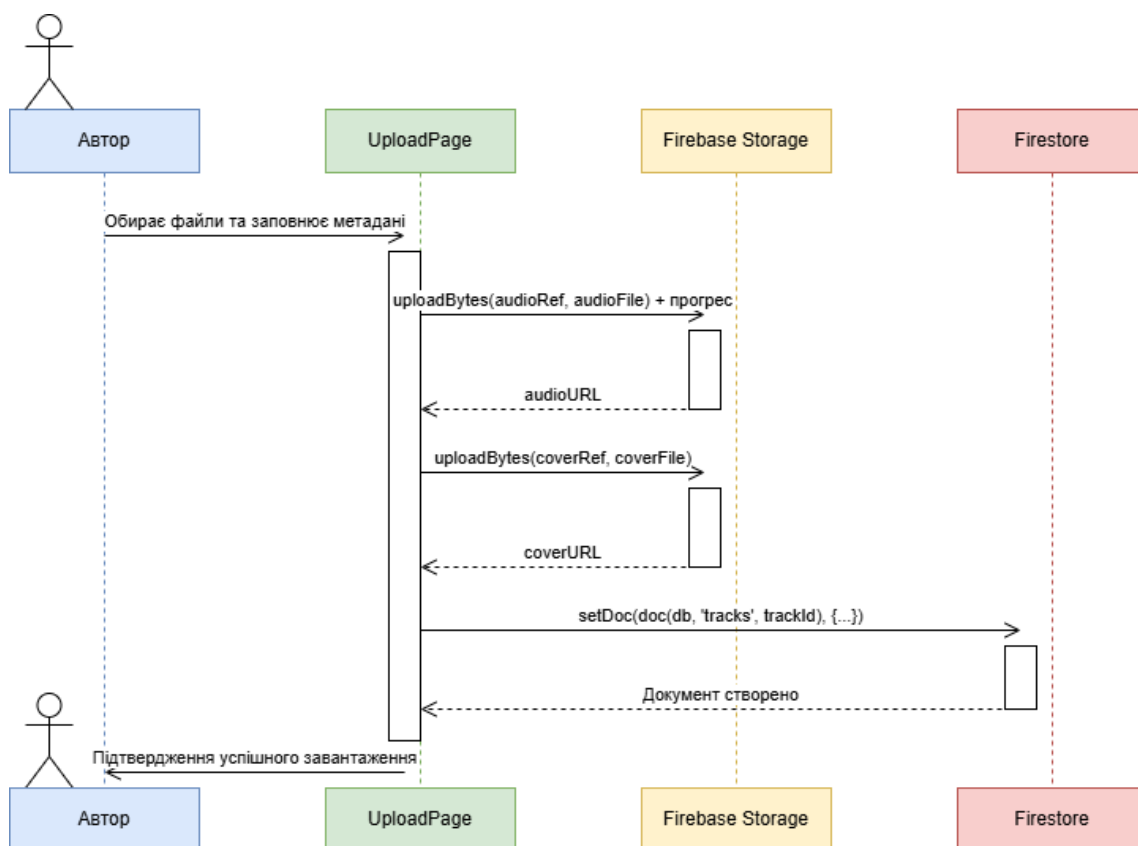 Автор
UploadPage
Firebase Storage
Firestore
Обирає файли та заповнює метадані
uploadBytes(audioRef, audioFile) + прогрес
audioURL
uploadBytes(coverRef, coverFile)
coverURL
setDoc(doc(db, 'tracks', trackId), {...})
Документ створено
Підтвердження успішного завантаження
Автор
UploadPage
Firebase Storage
Firestore